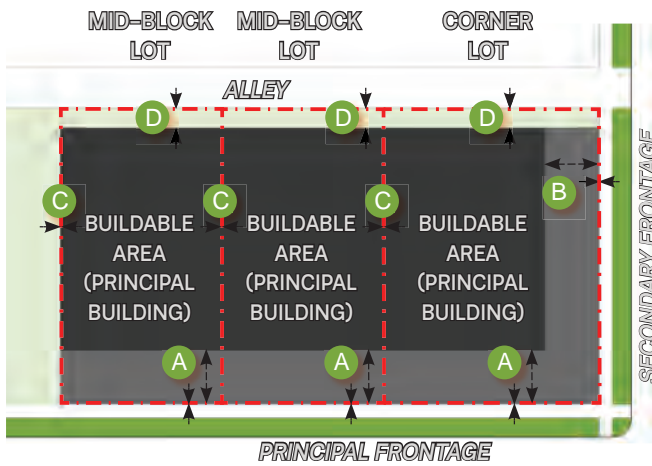 MID–BLOCK
LOT
MID–BLOCK
LOT
CORNER
LOT
ALLEY
D
D
D
B
C
C
C
BUILDABLE
AREA
(PRINCIPAL
BUILDING)
BUILDABLE
AREA
(PRINCIPAL
BUILDING)
BUILDABLE
AREA
(PRINCIPAL
BUILDING)
A
A
A
SECONDARY FRONTAGE
PRINCIPAL FRONTAGE